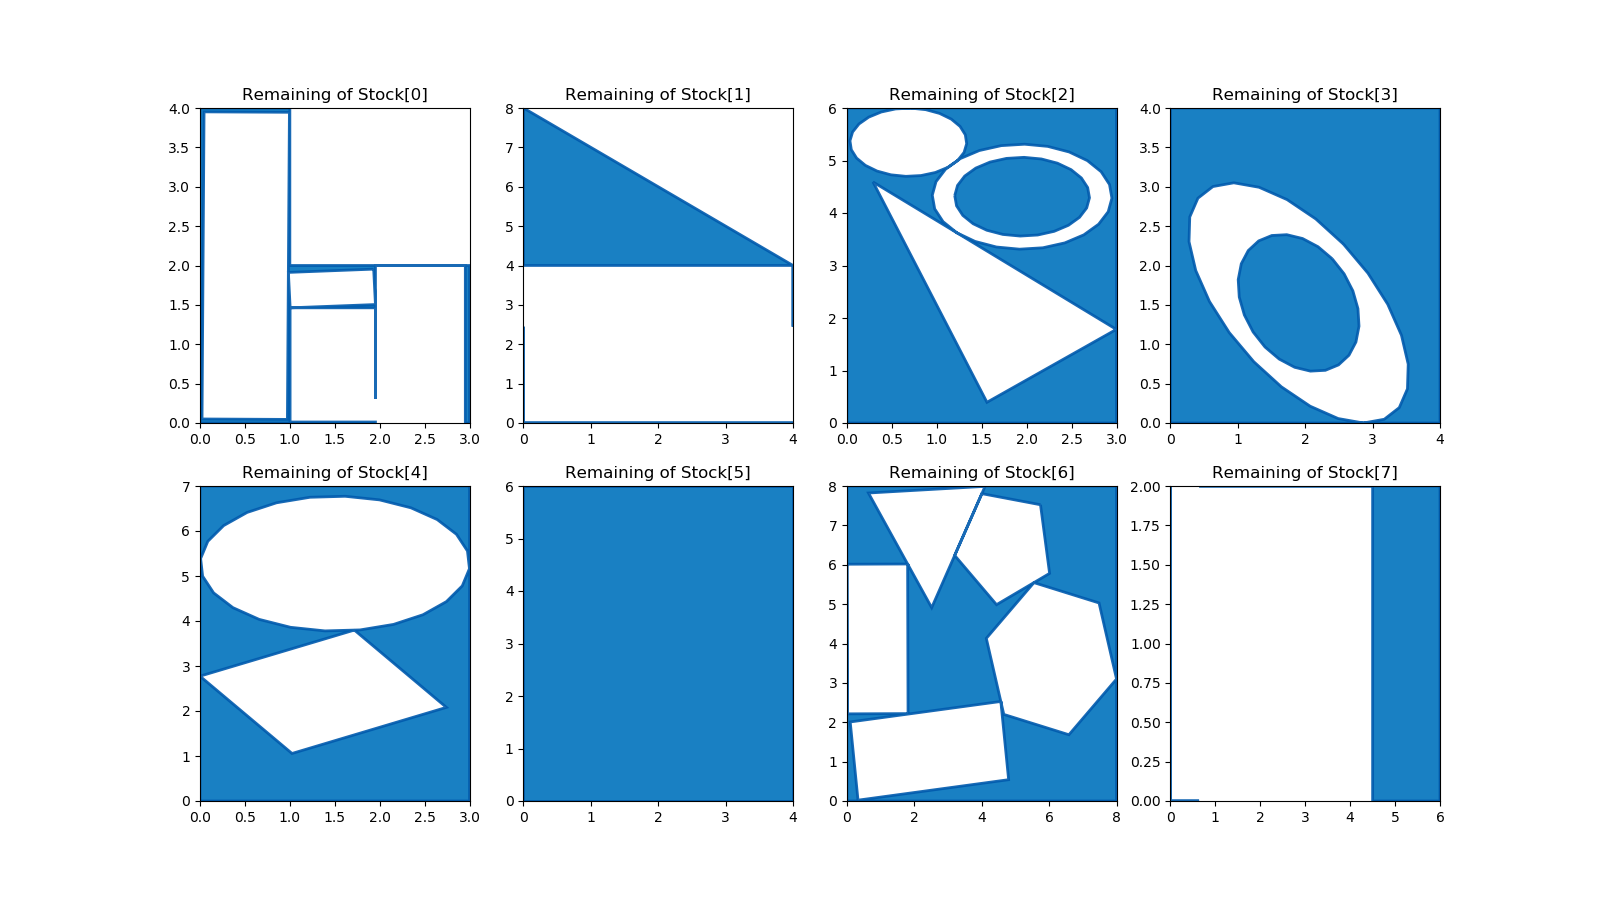 Remaining of Stock[0] Remaining of Stock[1] Remaining of Stock[2] Remaining of Stock[3]
4.0 8 6 4.0
3.5 7 5 3.5
3.0 6 4 3.0
2.5 5 3 2.5
2.0 4 2 2.0
1.5 3 1 1.5
1.0 2 0 1.0
0.5 1 0.5
0.0 0 0.0
0.0 0.5 1.0 1.5 2.0 2.5 3.0 0 1 2 3 4 0.0 0.5 1.0 1.5 2.0 2.5 3.0 0 1 2 3 4
Remaining of Stock[4] Remaining of Stock[5] Remaining of Stock[6] Remaining of Stock[7]
7 6 8 2.00
6 5 7 1.75
5 4 6 1.50
4 3 5 1.25
3 2 4 1.00
2 1 3 0.75
1 0 2 0.50
0 1 0.25
0 0.00
0.0 0.5 1.0 1.5 2.0 2.5 3.0 0 1 2 3 4 0 2 4 6 8 0 1 2 3 4 5 6